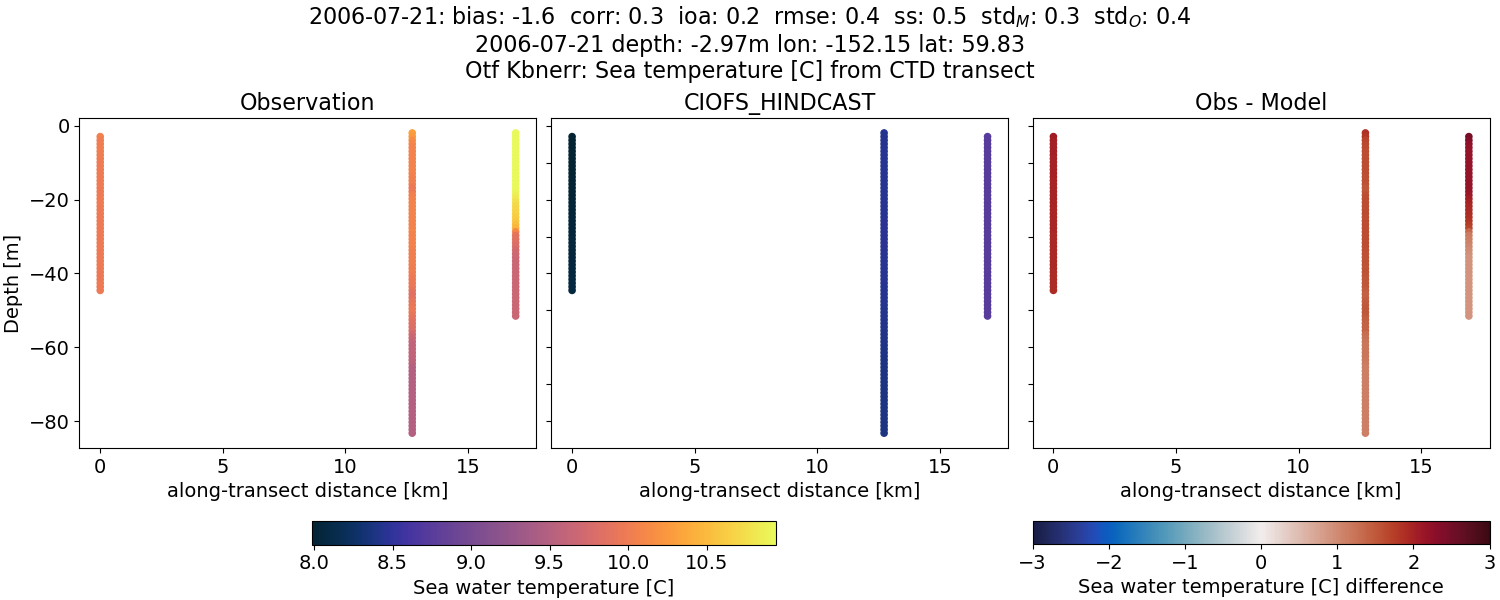 2006-07-21: bias: -1.6 corr: 0.3 ioa: 0.2 rmse: 0.4 ss: 0.5 std_M: 0.3 std_O: 0.4
2006-07-21 depth: -2.97m lon: -152.15 lat: 59.83
Otf Kbnerr: Sea temperature [C] from CTD transect
Observation
CIOFS_HINDCAST
Obs - Model
Depth [m]
0
−20
−40
−60
−80
0 5 10 15
0 5 10 15
0 5 10 15
along-transect distance [km]
along-transect distance [km]
along-transect distance [km]
8.0 8.5 9.0 9.5 10.0 10.5
Sea water temperature [C]
−3 −2 −1 0 1 2 3
Sea water temperature [C] difference